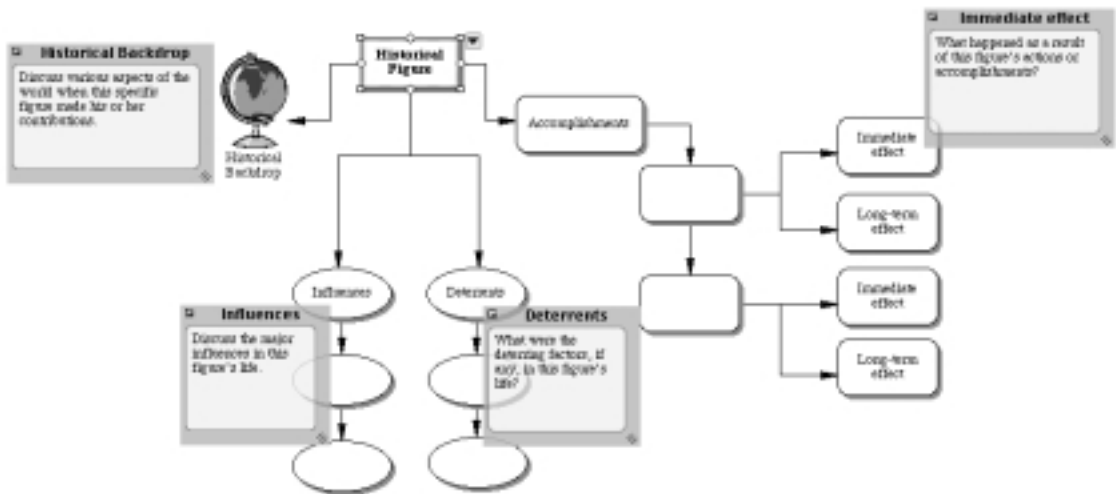 Historical Backdrop
Discuss various aspects of the
world when this specific
figure made his or her
contributions.
Historical
Backdrop
Historical
Figure
Accomplishments
Immediate effect
What happened as a result
of this figure's actions or
accomplishments?
Immediate
effect
Long-term
effect
Immediate
effect
Long-term
effect
Influences
Deterrents
Influences
Discuss the major
influences in this
figure's life.
Deterrents
What were the
deterring factors, if
any, in this figure's
life?